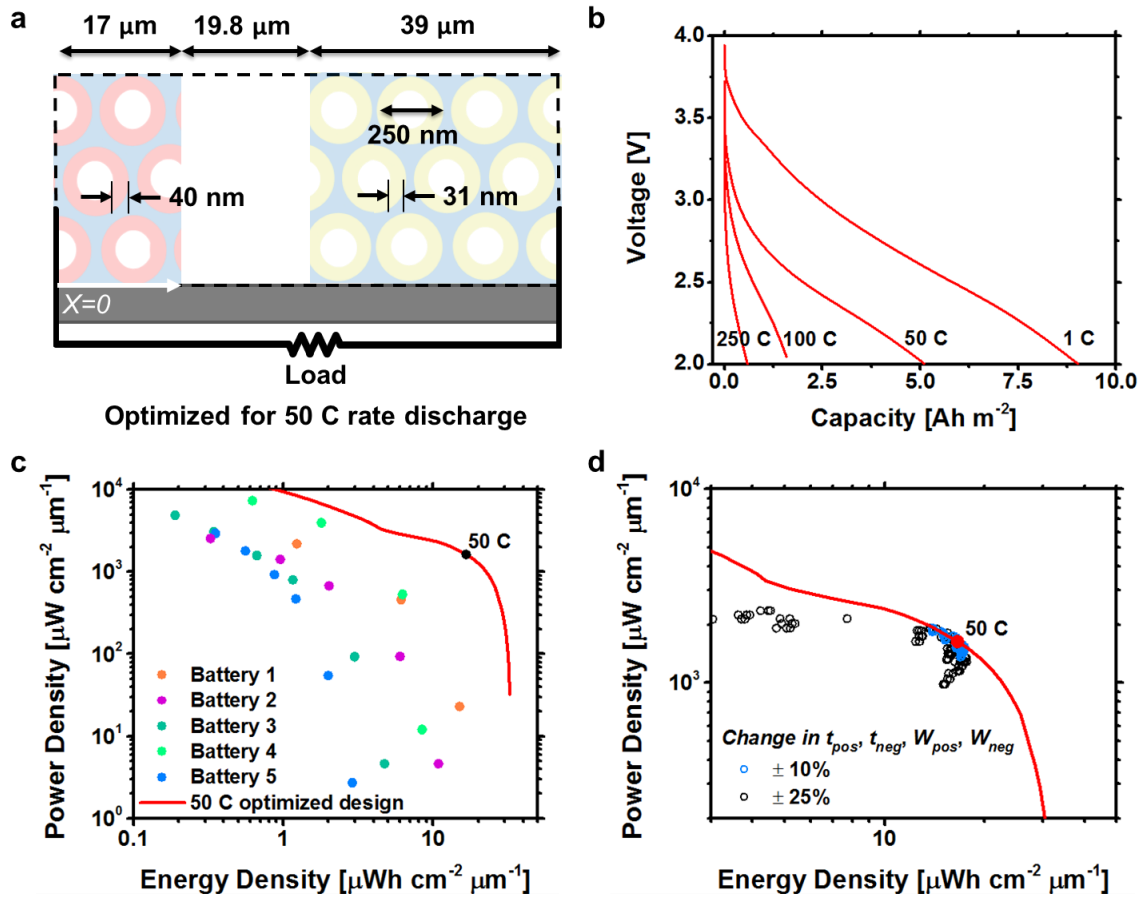 a
17 μm
19.8 μm
39 μm
250 nm
40 nm
31 nm
X=0
Load
Optimized for 50 C rate discharge
b
Voltage [V]
4.0
3.5
3.0
2.5
2.0
250 C
100 C
50 C
1 C
0.0
2.5
5.0
7.5
10.0
Capacity [Ah m⁻²]
c
Power Density [μW cm⁻² μm⁻¹]
10⁴
10³
10²
10¹
10⁰
50 C
Battery 1
Battery 2
Battery 3
Battery 4
Battery 5
50 C optimized design
0.1
1
10
Energy Density [μWh cm⁻² μm⁻¹]
d
Power Density [μW cm⁻² μm⁻¹]
10⁴
10³
50 C
Change in t_pos, t_neg, W_pos, W_neg
± 10%
± 25%
10
Energy Density [μWh cm⁻² μm⁻¹]